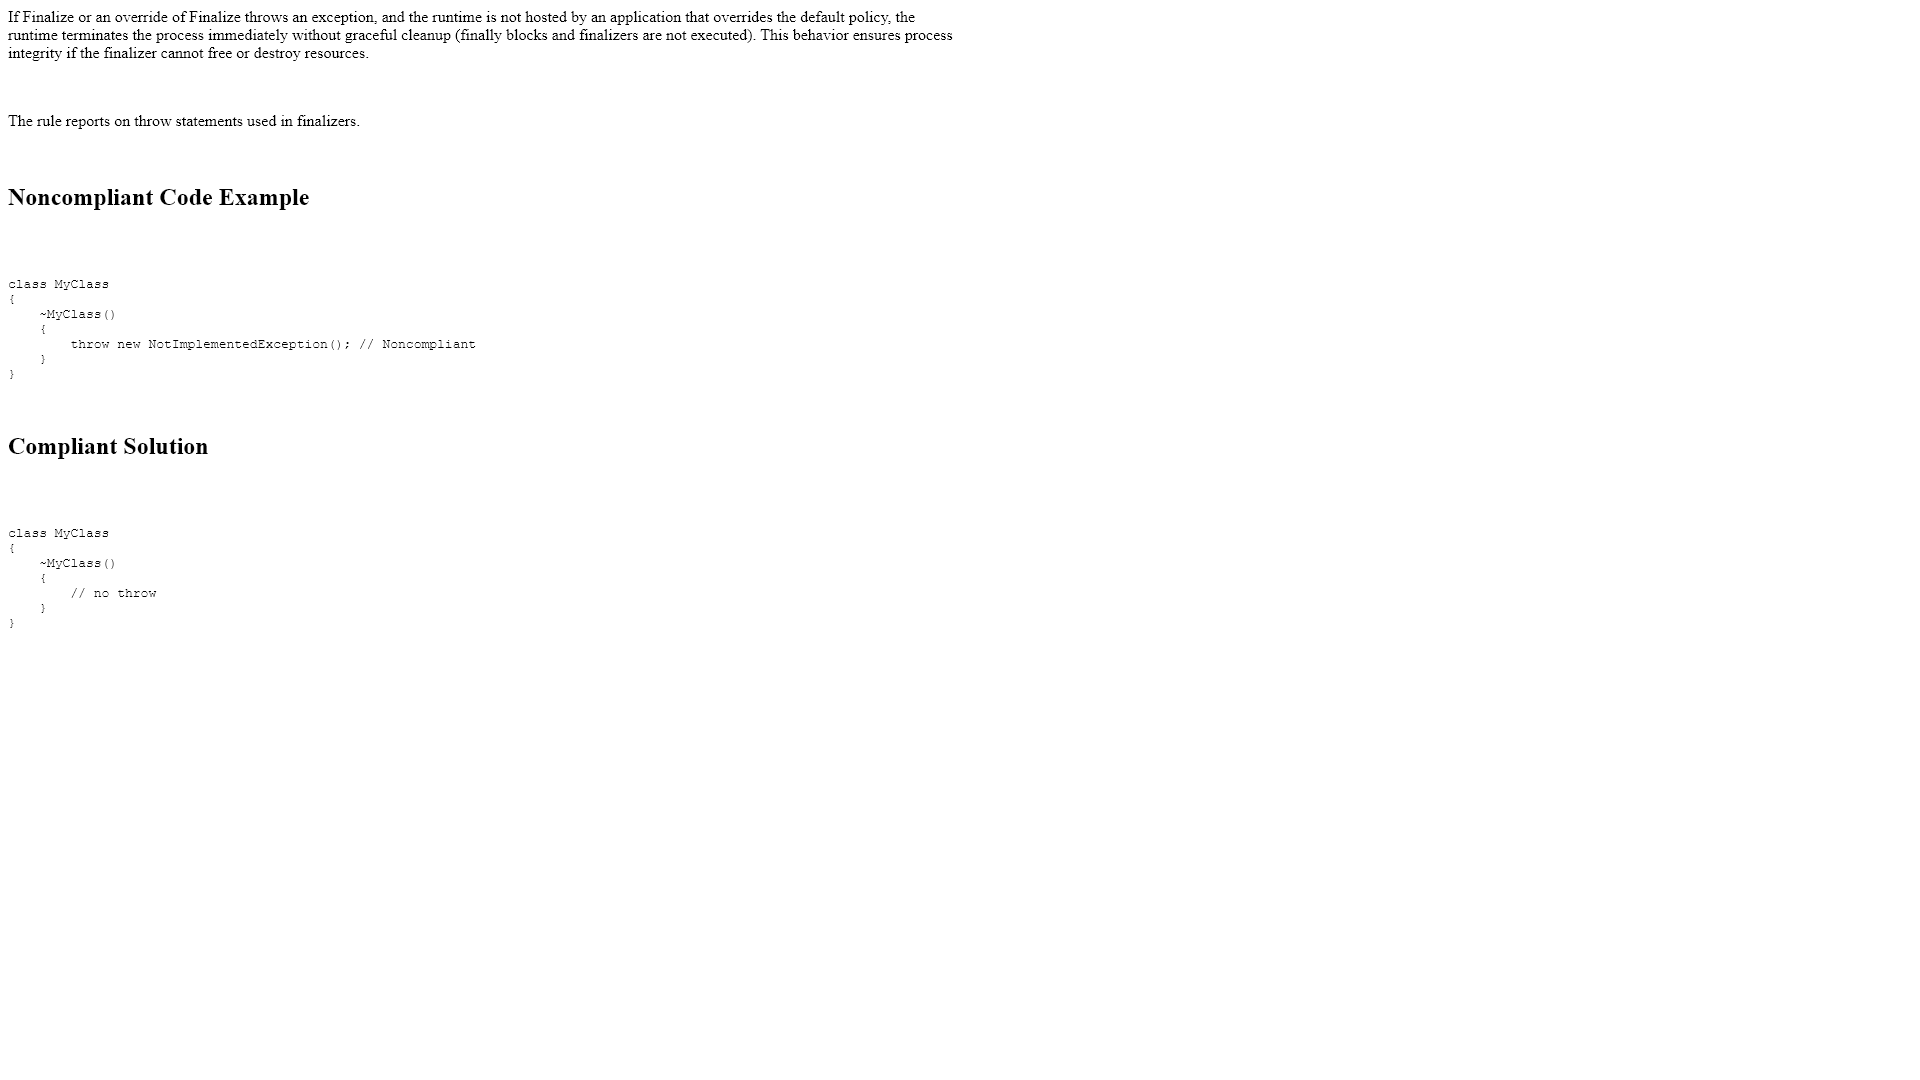 If Finalize or an override of Finalize throws an exception, and the runtime is not hosted by an application that overrides the default policy, the
runtime terminates the process immediately without graceful cleanup (finally blocks and finalizers are not executed). This behavior ensures process
integrity if the finalizer cannot free or destroy resources.
The rule reports on throw statements used in finalizers.
Noncompliant Code Example
class MyClass
{
    ~MyClass()
    {
        throw new NotImplementedException(); // Noncompliant
    }
}
Compliant Solution
class MyClass
{
    ~MyClass()
    {
        // no throw
    }
}